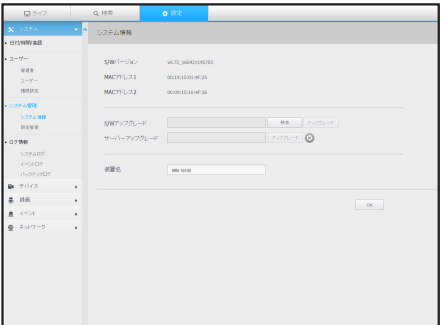 ライブ
検索
設定
システム
日付/時間/言語
ユーザー
管理者
ユーザー
権限設定
システム管理
システム情報
設定管理
ログ情報
システムログ
イベントログ
バックアップログ
デバイス
録画
イベント
ネットワーク
システム情報
S/Wバージョン
MACアドレス1
MACアドレス2
S/Wアップグレード
検索
アップグレード
サーバーアップグレード
アップグレード
装置名
OK